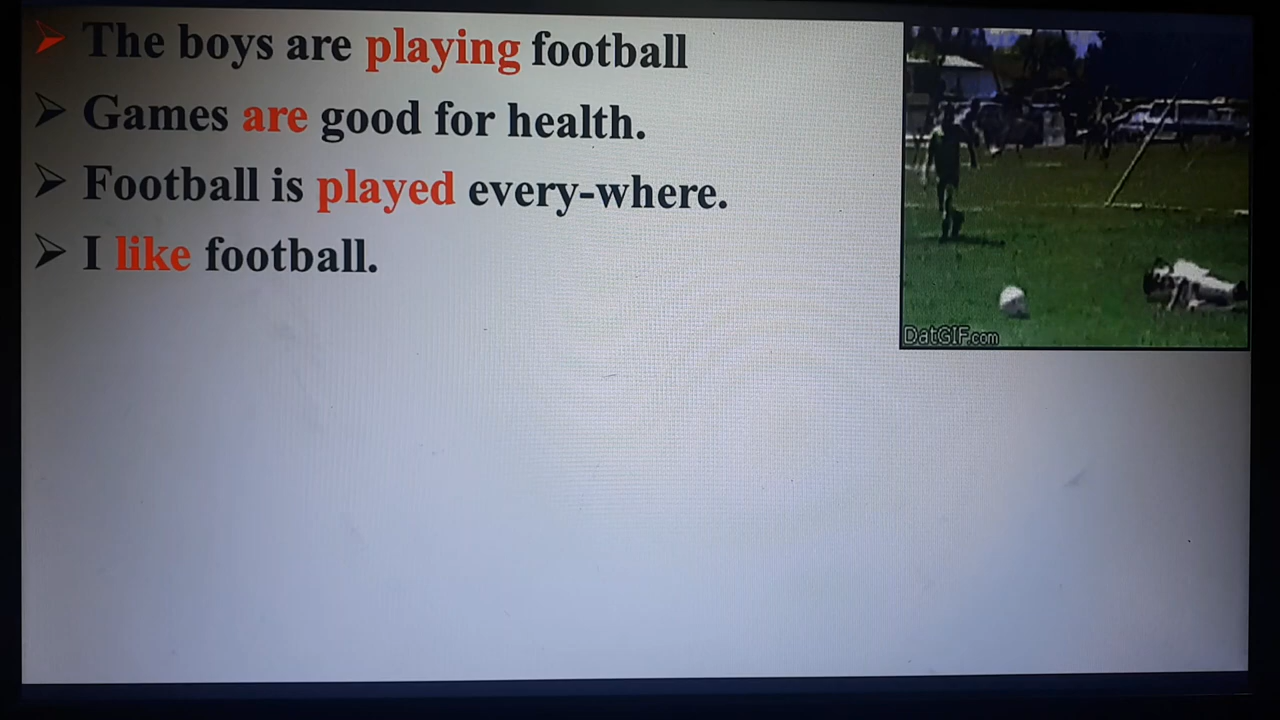 The boys are playing football
Games are good for health.
Football is played every-where.
I like football.
DatGIF.com